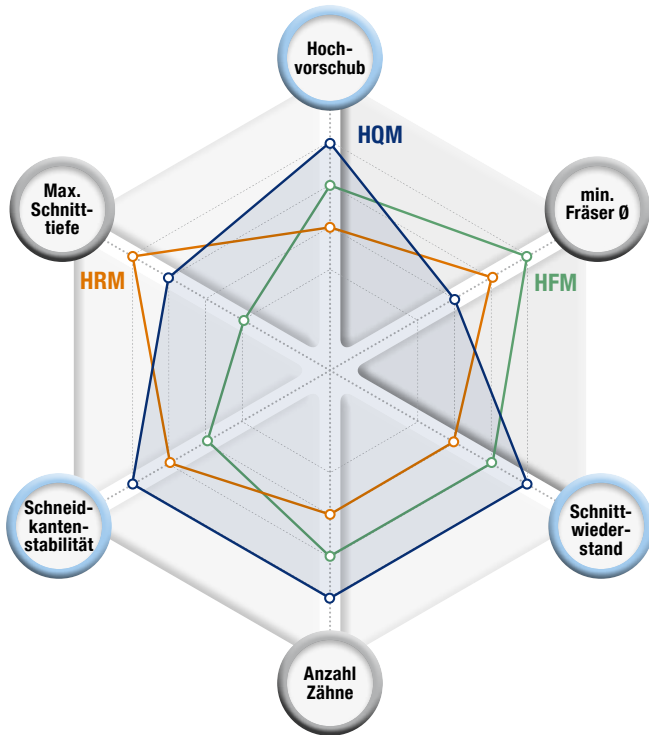 Hoch-
vorschub
HQM
Max.
Schnitt-
tiefe
min.
Fräser Ø
HRM
HFM
Schneid-
kanten-
stabilität
Schnitt-
wieder-
stand
Anzahl
Zähne